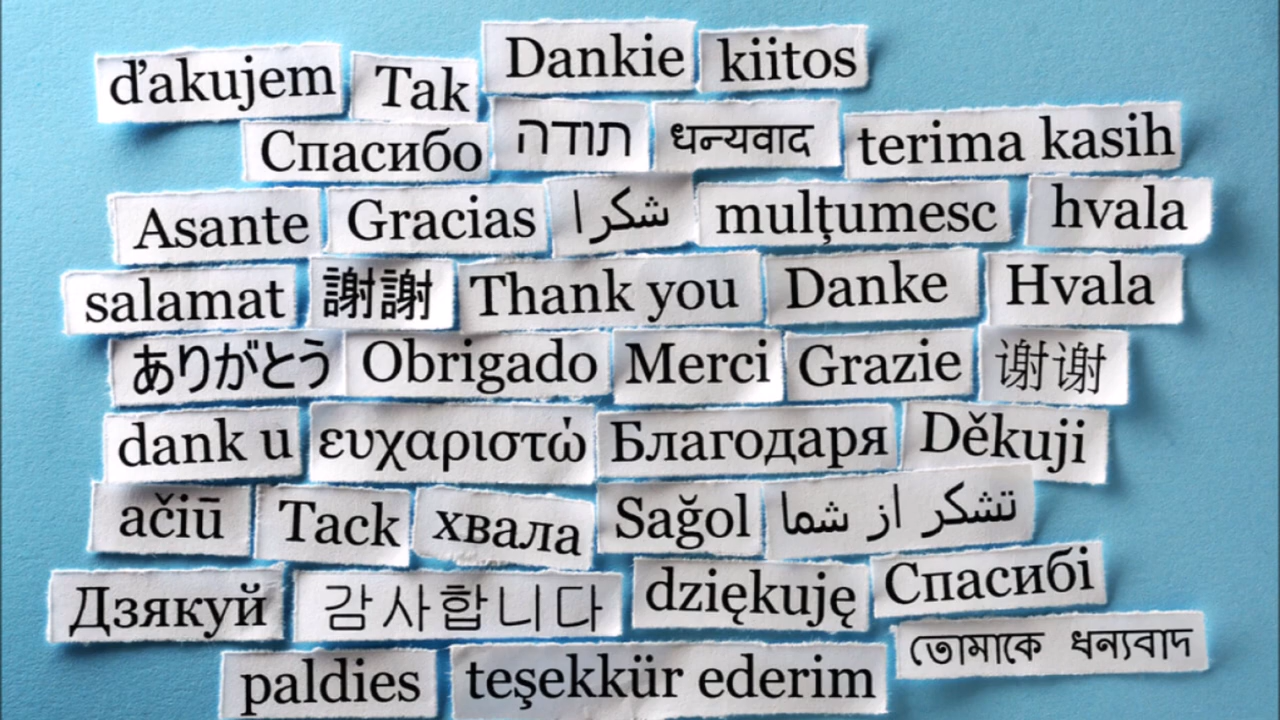 ďakujem Tak Dankie kiitos
Спасибо תודה धन्यवाद terima kasih
Asante Gracias شكرا mulţumesc hvala
salamat 謝謝 Thank you Danke Hvala
ありがとう Obrigado Merci Grazie 谢谢
dank u ευχαριστώ Благодаря Děkuji
ačiū Tack хвала Sağol تشکر از شما
Дзякуй 감사합니다 dziękuję Спасибі
তোমাকে ধন্যবাদ
paldies teşekkür ederim